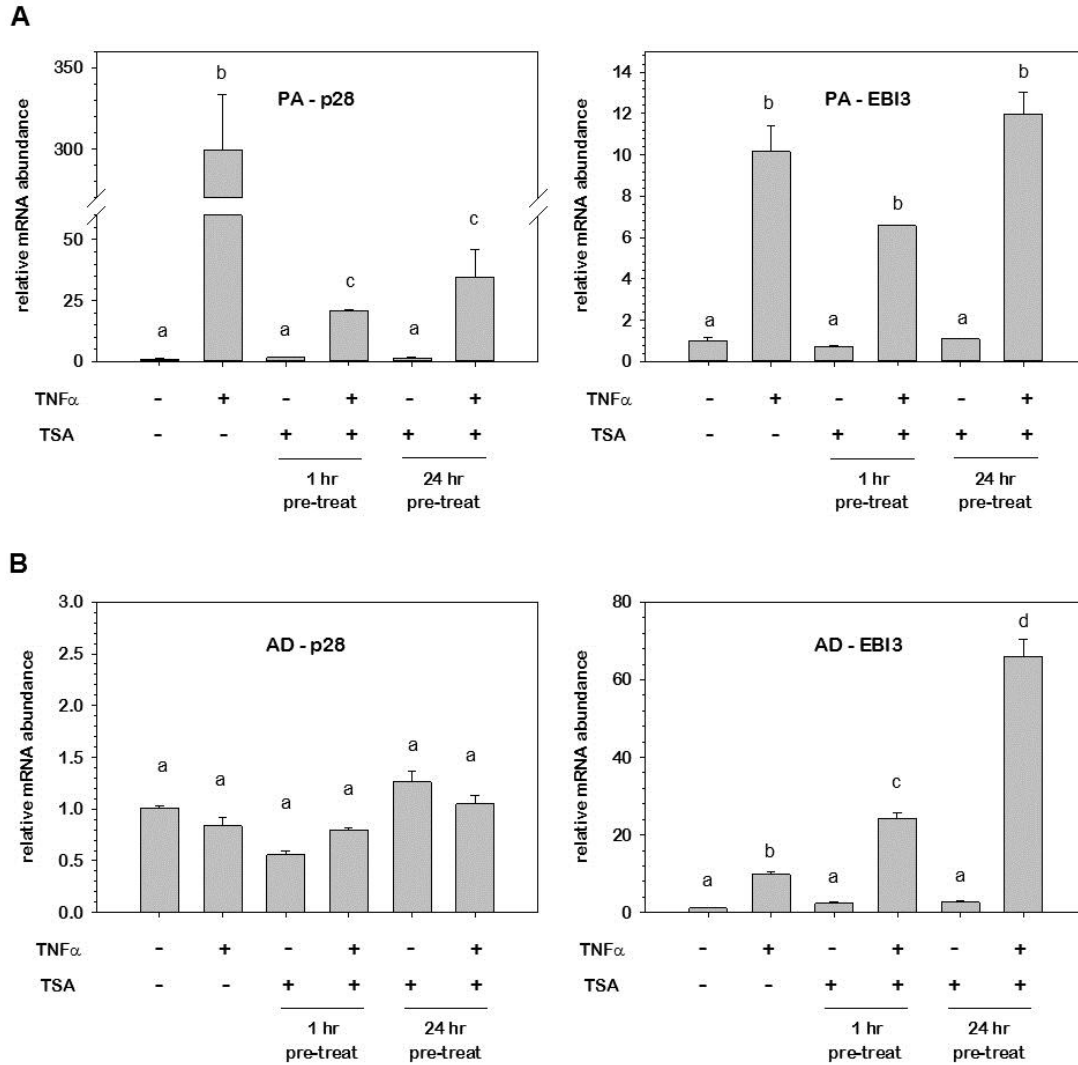 A
PA - p28
relative mRNA abundance
350
300
50
25
0
b
a
a
c
a
c
TNFα - + - + - +
TSA - - + + + +
1 hr
pre-treat
24 hr
pre-treat
PA - EBI3
relative mRNA abundance
14
12
10
8
6
4
2
0
a
b
a
b
a
b
TNFα - + - + - +
TSA - - + + + +
1 hr
pre-treat
24 hr
pre-treat
B
AD - p28
relative mRNA abundance
3.0
2.5
2.0
1.5
1.0
0.5
0.0
a
a
a
a
a
a
TNFα - + - + - +
TSA - - + + + +
1 hr
pre-treat
24 hr
pre-treat
AD - EBI3
relative mRNA abundance
80
60
40
20
0
a
b
a
c
a
d
TNFα - + - + - +
TSA - - + + + +
1 hr
pre-treat
24 hr
pre-treat